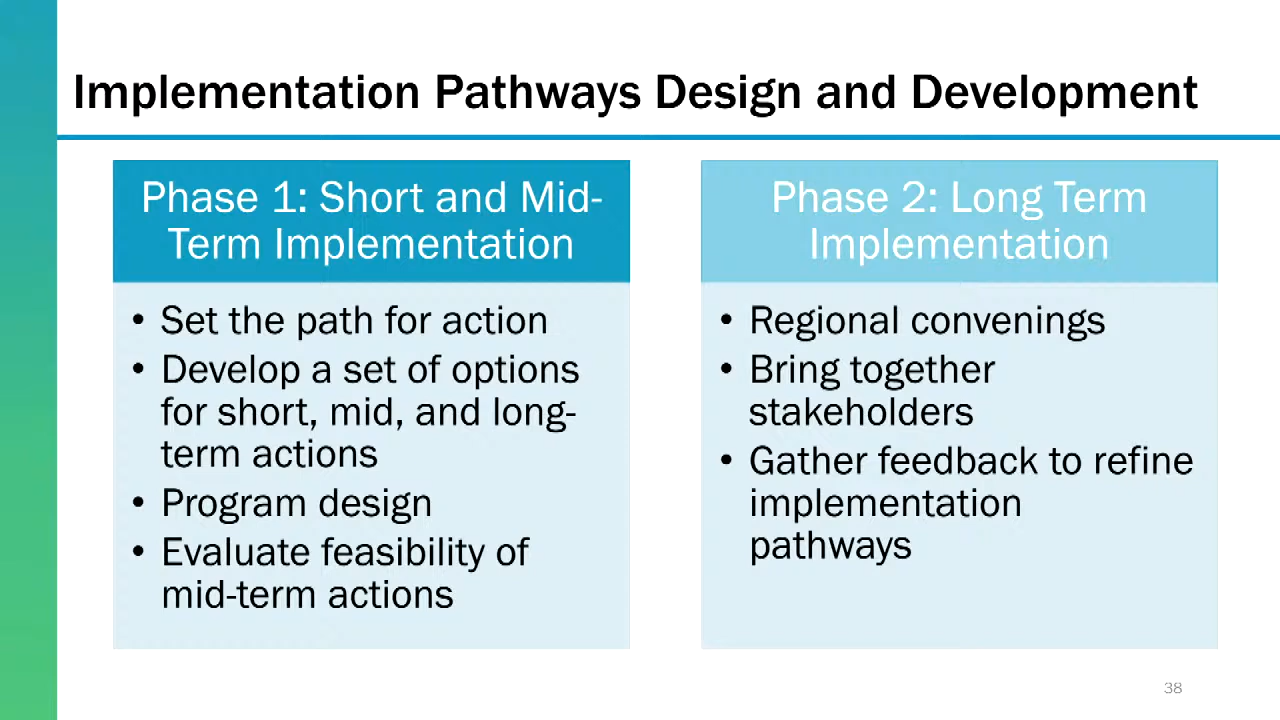 Implementation Pathways Design and Development
Phase 1: Short and Mid-
Term Implementation
• Set the path for action
• Develop a set of options
for short, mid, and long-
term actions
• Program design
• Evaluate feasibility of
mid-term actions
Phase 2: Long Term
Implementation
• Regional convenings
• Bring together
stakeholders
• Gather feedback to refine
implementation
pathways
38